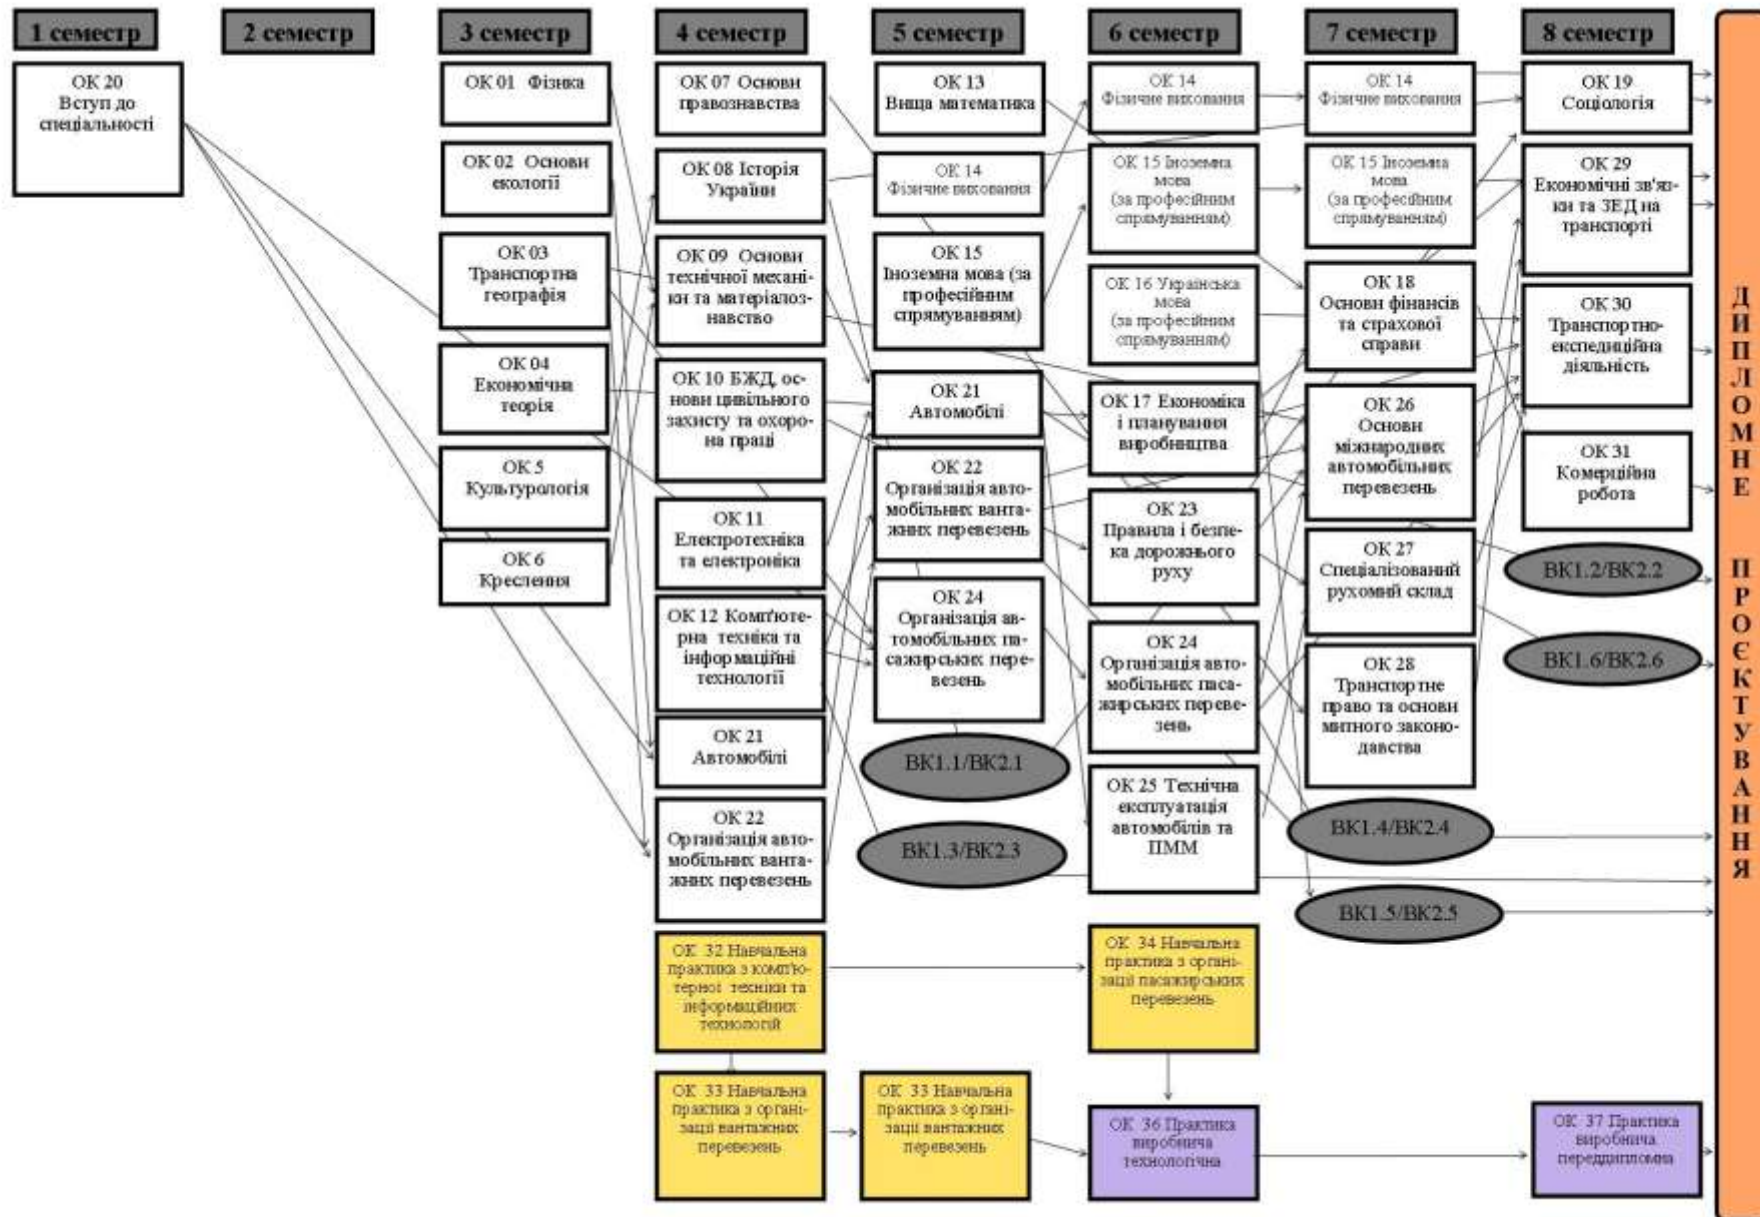 1 семестр
ОК 20
Вступ до
спеціальності
2 семестр
3 семестр
ОК 01 Фізика
ОК 02 Основи
екології
ОК 03
Транспортна
географія
ОК 04
Економічна
теорія
ОК 5
Культурологія
ОК 6
Креслення
4 семестр
ОК 07 Основи
правознавства
ОК 08 Історія
України
ОК 09 Основи
технічної механі-
ки та матеріалоз-
навство
ОК 10 БЖД, ос-
нови цивільного
захисту та охоро-
на праці
ОК 11
Електротехніка
та електроніка
ОК 12 Комп'юте-
рна техніка та
інформаційні
технології
ОК 21
Автомобілі
ОК 22
Організація авто-
мобільних ванта-
жних перевезень
ОК 32 Навчальна
практика з комп'ю-
терної техніки та
інформаційних
технологій
ОК 33 Навчальна
практика з органі-
зації вантажних
перевезень
5 семестр
ОК 13
Вища математика
ОК 14
Фізичне виховання
ОК 15
Іноземна мова (за
професійним
спрямуванням)
ОК 21
Автомобілі
ОК 22
Організація авто-
мобільних ванта-
жних перевезень
ОК 24
Організація ав-
томобільних па-
сажирських пере-
везень
ВК1.1/ВК2.1
ВК1.3/ВК2.3
ОК 33 Навчальна
практика з органі-
зації вантажних
перевезень
6 семестр
ОК 14
Фізичне виховання
ОК 15 Іноземна
мова
(за професійним
спрямуванням)
ОК 16 Українська
мова
(за професійним
спрямуванням)
ОК 17 Економіка
і планування
виробництва
ОК 23
Правила і безпе-
ка дорожнього
руху
ОК 24
Організація авто-
мобільних паса-
жирських переве-
зень
ОК 25 Технічна
експлуатація
автомобілів та
ПММ
ОК 34 Навчальна
практика з органі-
зації пасажирських
перевезень
ОК 36 Практика
виробнича
технологічна
7 семестр
ОК 14
Фізичне виховання
ОК 15 Іноземна
мова
(за професійним
спрямуванням)
ОК 18
Основи фінансів
та страхової
справи
ОК 26
Основи
міжнародних
автомобільних
перевезень
ОК 27
Спеціалізований
рухомий склад
ОК 28
Транспортне
право та основи
митного законо-
давства
ВК1.4/ВК2.4
ВК1.5/ВК2.5
8 семестр
ОК 19
Соціологія
ОК 29
Економічні зв'яз-
ки та ЗЕД на
транспорті
ОК 30
Транспортно-
експедиційна
діяльність
ОК 31
Комерційна
робота
ВК1.2/ВК2.2
ВК1.6/ВК2.6
ОК 37 Практика
виробнича
переддипломна
ДИПЛОМНЕ ПРОЄКТУВАННЯ